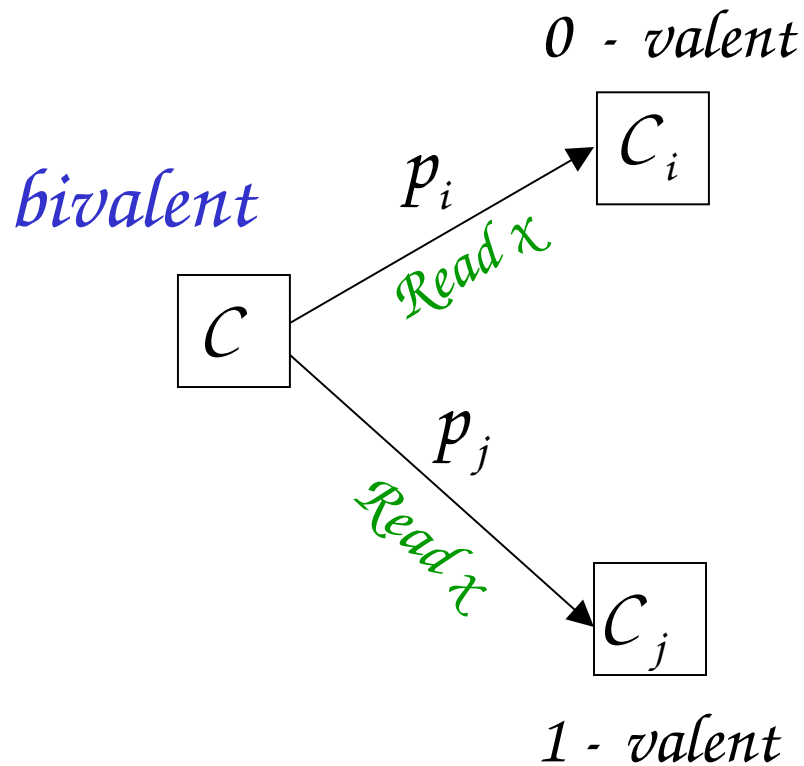 0 - valent
C_i
p_i
bivalent
Read x
C
p_j
Read x
C_j
1 - valent